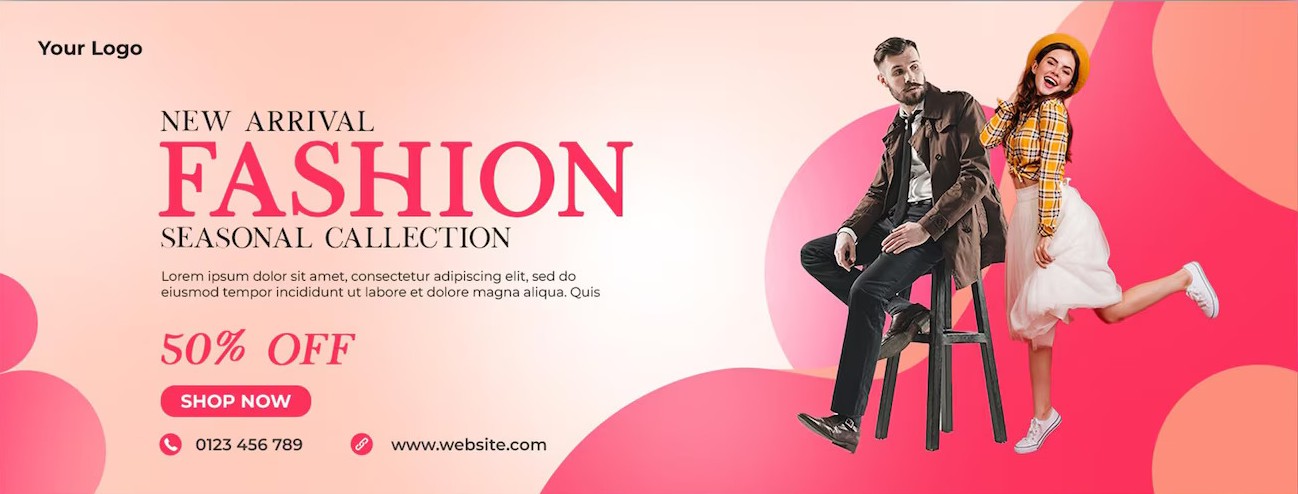 Your Logo
NEW ARRIVAL
FASHION
SEASONAL CALLECTION
Lorem ipsum dolor sit amet, consectetur adipiscing elit, sed do
eiusmod tempor incididunt ut labore et dolore magna aliqua. Quis
50% OFF
SHOP NOW
0123 456 789 www.website.com